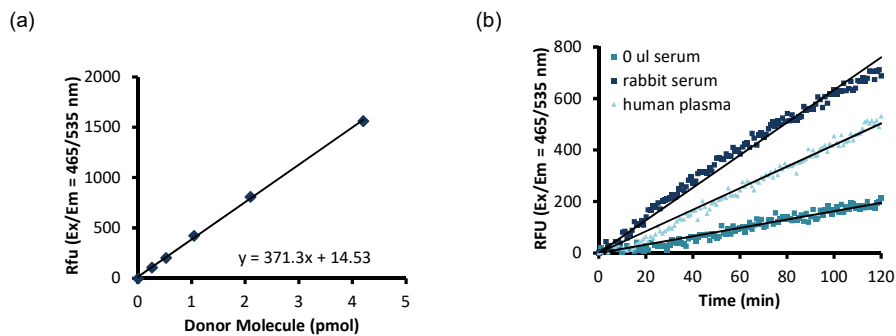 (a)
Rfu (Ex/Em = 465/535 nm)
2000
1500
1000
500
0
0 1 2 3 4 5
y = 371.3x + 14.53
Donor Molecule (pmol)
(b)
RFU (Ex/Em = 465/535 nm)
800
600
400
200
0
0 ul serum
rabbit serum
human plasma
0 20 40 60 80 100 120
Time (min)